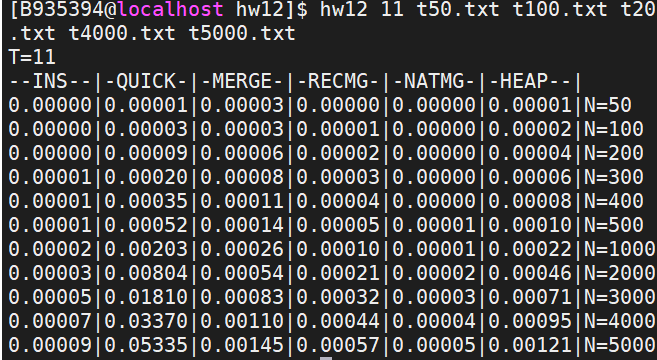 [B935394@localhost hw12]$ hw12 11 t50.txt t100.txt t20
.txt t4000.txt t5000.txt
T=11
--INS--|-QUICK-|-MERGE-|-RECMG-|-NATMG-|-HEAP--|
0.00000|0.00001|0.00003|0.00000|0.00000|0.00001|N=50
0.00000|0.00003|0.00003|0.00001|0.00000|0.00002|N=100
0.00000|0.00009|0.00006|0.00002|0.00000|0.00004|N=200
0.00001|0.00020|0.00008|0.00003|0.00000|0.00006|N=300
0.00001|0.00035|0.00011|0.00004|0.00000|0.00008|N=400
0.00001|0.00052|0.00014|0.00005|0.00001|0.00010|N=500
0.00002|0.00203|0.00026|0.00010|0.00001|0.00022|N=1000
0.00003|0.00804|0.00054|0.00021|0.00002|0.00046|N=2000
0.00005|0.01810|0.00083|0.00032|0.00003|0.00071|N=3000
0.00007|0.03370|0.00110|0.00044|0.00004|0.00095|N=4000
0.00009|0.05335|0.00145|0.00057|0.00005|0.00121|N=5000